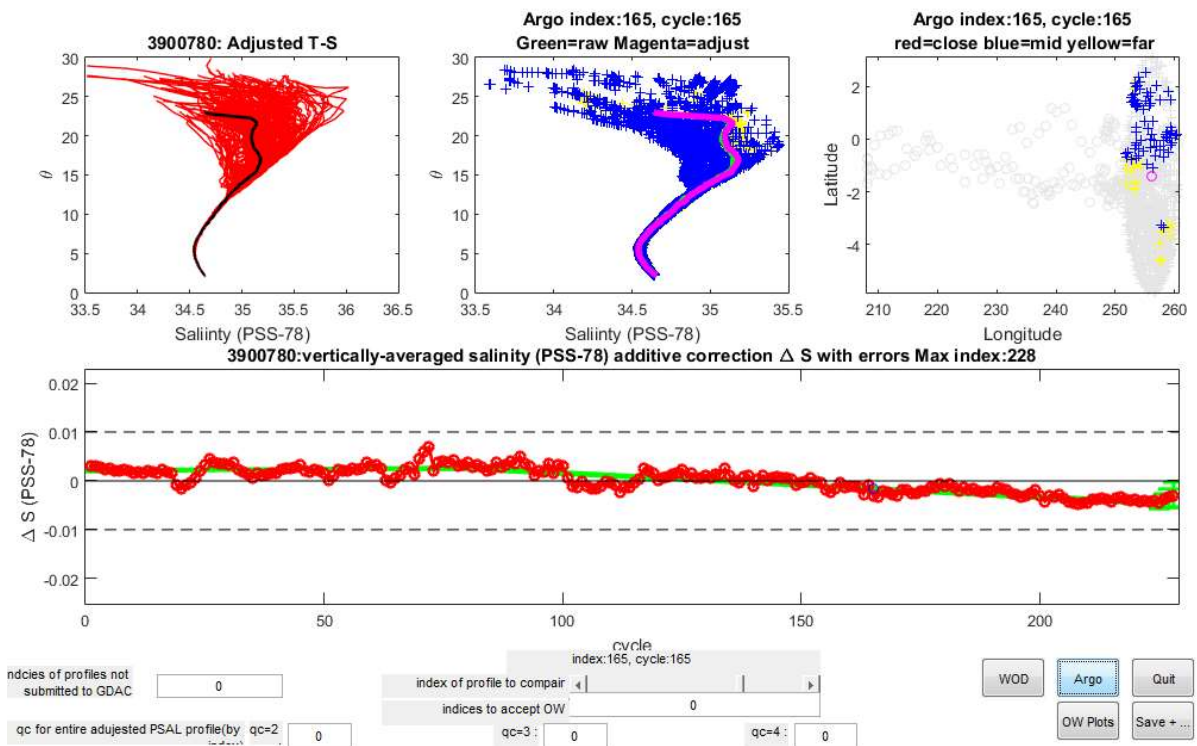 3900780: Adjusted T-S
30
25
20
15
10
5
0
θ
33.5 34 34.5 35 35.5 36 36.5
Saliinty (PSS-78)
Argo index:165, cycle:165
Green=raw Magenta=adjust
30
25
20
15
10
5
0
θ
33.5 34 34.5 35 35.5
Saliinty (PSS-78)
Argo index:165, cycle:165
red=close blue=mid yellow=far
2
0
-2
-4
Latitude
210 220 230 240 250 260
Longitude
3900780:vertically-averaged salinity (PSS-78) additive correction Δ S with errors Max index:228
0.02
0.01
0
-0.01
-0.02
Δ S (PSS-78)
0 50 100 150 200
cycle
ndcies of profiles not
submitted to GDAC
0
index:165, cycle:165
index of profile to compair
indices to accept OW
0
WOD Argo Quit
OW Plots Save + ...
qc for entire adujested PSAL profile(by
qc=2
0
qc=3 :
0
qc=4 :
0